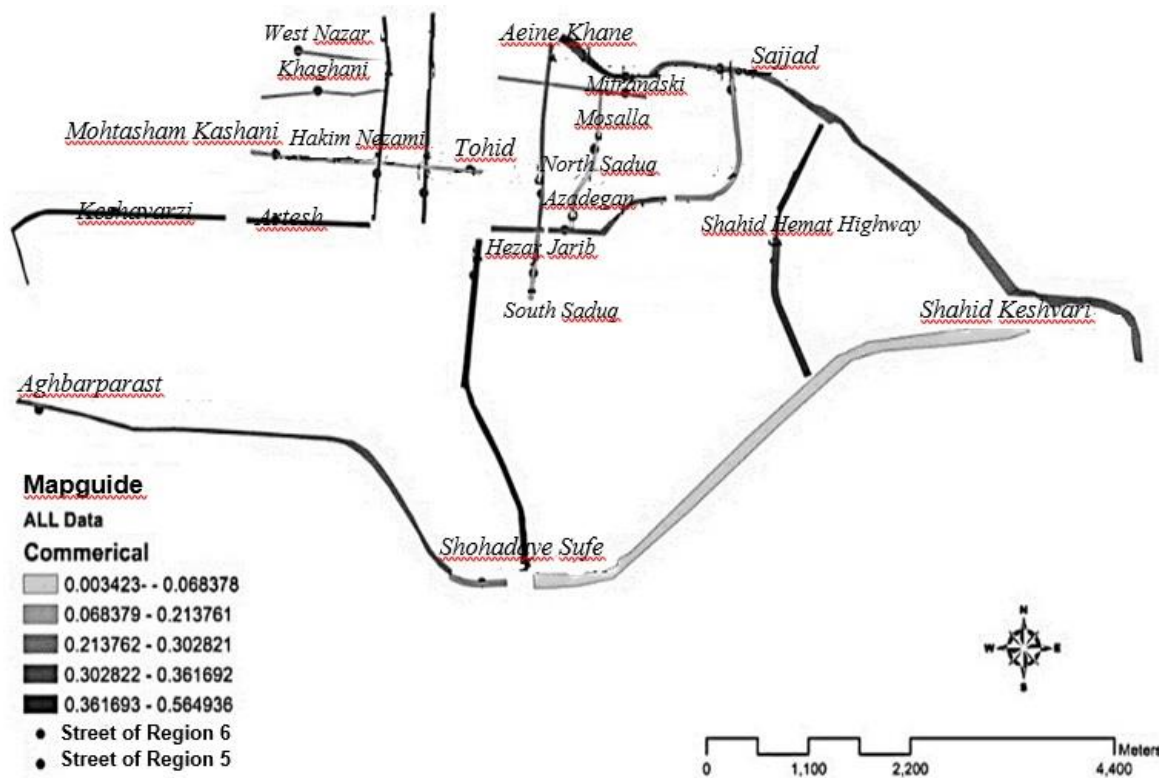 West Nazar
Aeine Khane
Sajjad
Khaghani
Mirrandski
Mosalla
Mohtasham Kashani
Hakim Nezami
Tohid
North Saduq
Azadegan
Keshavarzi
Artesh
Shahid Hemat Highway
Hezar Jarib
South Saduq
Shahid Keshvari
Aghbarparast
Shohadaye Sufe
Mapguide
ALL Data
Commerical
0.003423- - 0.068378
0.068379 - 0.213761
0.213762 - 0.302821
0.302822 - 0.361692
0.361693 - 0.564936
Street of Region 6
Street of Region 5
N
W E
S
Meters
0 1,100 2,200 4,400